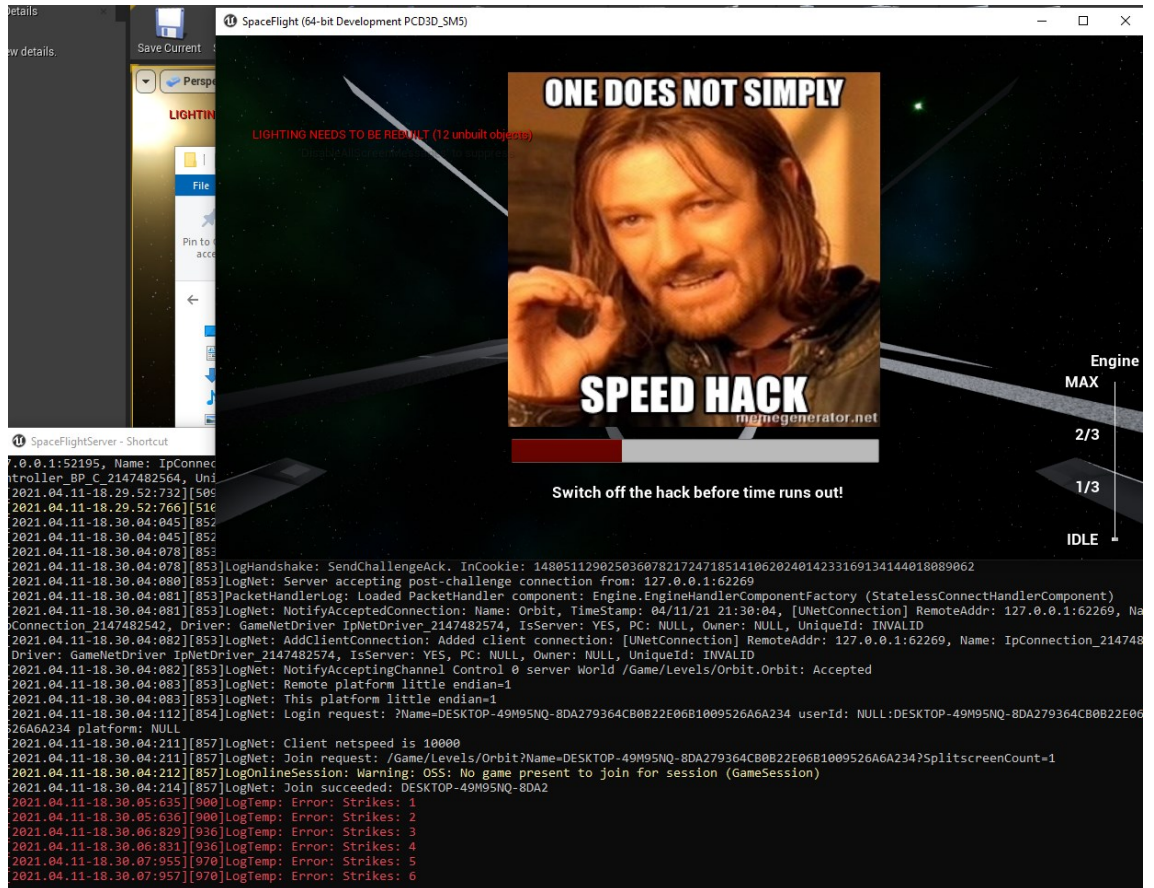 Details
ew details.
Save Current
Perspe
LIGHTIN
File
Pin to
acce
SpaceFlight (64-bit Development PCD3D_SM5)
LIGHTING NEEDS TO BE REBUILT (12 unbuilt objects)
ONE DOES NOT SIMPLY
SPEED HACK
memegenerator.net
Switch off the hack before time runs out!
Engine
MAX
2/3
1/3
IDLE
SpaceFlightServer - Shortcut
7.0.0.1:52195, Name: IpConnec
ntroller_BP_C_2147482564, Uni
[2021.04.11-18.29.52:732][509
[2021.04.11-18.29.52:766][510
[2021.04.11-18.30.04:045][852
[2021.04.11-18.30.04:045][852
[2021.04.11-18.30.04:078][853
[2021.04.11-18.30.04:078][853]LogHandshake: SendChallengeAck. InCookie: 148051129025036078217247185141062024014233169134144018089062
[2021.04.11-18.30.04:080][853]LogNet: Server accepting post-challenge connection from: 127.0.0.1:62269
[2021.04.11-18.30.04:081][853]PacketHandlerLog: Loaded PacketHandler component: Engine.EngineHandlerComponentFactory (StatelessConnectHandlerComponent)
[2021.04.11-18.30.04:081][853]LogNet: NotifyAcceptedConnection: Name: Orbit, TimeStamp: 04/11/21 21:30:04, [UNetConnection] RemoteAddr: 127.0.0.1:62269, Na
pConnection_2147482542, Driver: GameNetDriver IpNetDriver_2147482574, IsServer: YES, PC: NULL, Owner: NULL, UniqueId: INVALID
[2021.04.11-18.30.04:082][853]LogNet: AddClientConnection: Added client connection: [UNetConnection] RemoteAddr: 127.0.0.1:62269, Name: IpConnection_214748
Driver: GameNetDriver IpNetDriver_2147482574, IsServer: YES, PC: NULL, Owner: NULL, UniqueId: INVALID
[2021.04.11-18.30.04:082][853]LogNet: NotifyAcceptingChannel Control 0 server World /Game/Levels/Orbit.Orbit: Accepted
[2021.04.11-18.30.04:083][853]LogNet: Remote platform little endian=1
[2021.04.11-18.30.04:083][853]LogNet: This platform little endian=1
[2021.04.11-18.30.04:112][854]LogNet: Login request: ?Name=DESKTOP-49M95NQ-8DA279364CB0B22E06B1009526A6A234 userId: NULL:DESKTOP-49M95NQ-8DA279364CB0B22E06
526A6A234 platform: NULL
[2021.04.11-18.30.04:211][857]LogNet: Client netspeed is 10000
[2021.04.11-18.30.04:211][857]LogNet: Join request: /Game/Levels/Orbit?Name=DESKTOP-49M95NQ-8DA279364CB0B22E06B1009526A6A234?SplitscreenCount=1
[2021.04.11-18.30.04:212][857]LogOnlineSession: Warning: OSS: No game present to join for session (GameSession)
[2021.04.11-18.30.04:214][857]LogNet: Join succeeded: DESKTOP-49M95NQ-8DA2
[2021.04.11-18.30.05:635][900]LogTemp: Error: Strikes: 1
[2021.04.11-18.30.05:636][900]LogTemp: Error: Strikes: 2
[2021.04.11-18.30.06:829][936]LogTemp: Error: Strikes: 3
[2021.04.11-18.30.06:831][936]LogTemp: Error: Strikes: 4
[2021.04.11-18.30.07:955][970]LogTemp: Error: Strikes: 5
[2021.04.11-18.30.07:957][970]LogTemp: Error: Strikes: 6